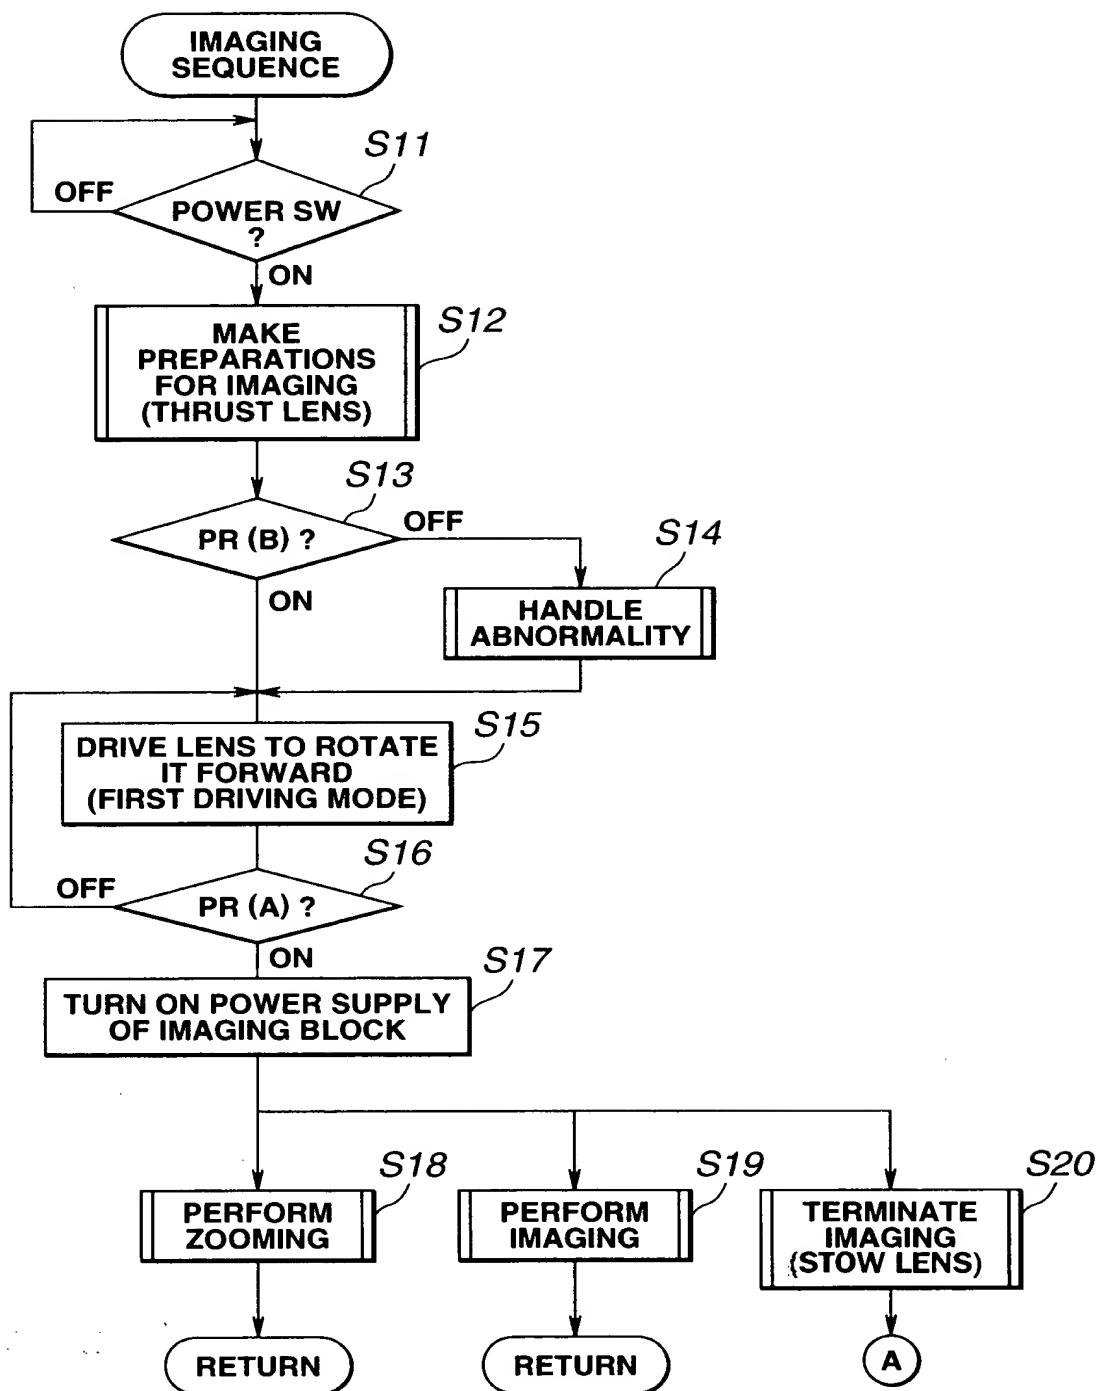 IMAGING
SEQUENCE
S11
OFF
POWER SW
?
ON
S12
MAKE
PREPARATIONS
FOR IMAGING
(THRUST LENS)
S13
PR (B) ?
OFF
ON
S14
HANDLE
ABNORMALITY
S15
DRIVE LENS TO ROTATE
IT FORWARD
(FIRST DRIVING MODE)
S16
OFF
PR (A) ?
ON
S17
TURN ON POWER SUPPLY
OF IMAGING BLOCK
S18
PERFORM
ZOOMING
S19
PERFORM
IMAGING
S20
TERMINATE
IMAGING
(STOW LENS)
RETURN
RETURN
A